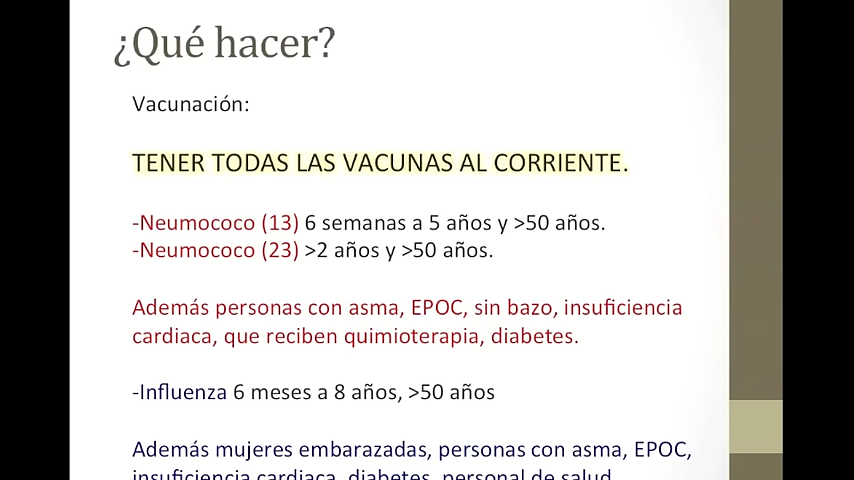 ¿Qué hacer?
Vacunación:
TENER TODAS LAS VACUNAS AL CORRIENTE.
-Neumococo (13) 6 semanas a 5 años y >50 años.
-Neumococo (23) >2 años y >50 años.
Además personas con asma, EPOC, sin bazo, insuficiencia
cardiaca, que reciben quimioterapia, diabetes.
-Influenza 6 meses a 8 años, >50 años
Además mujeres embarazadas, personas con asma, EPOC,
insuficiencia cardiaca, diabetes, personal de salud